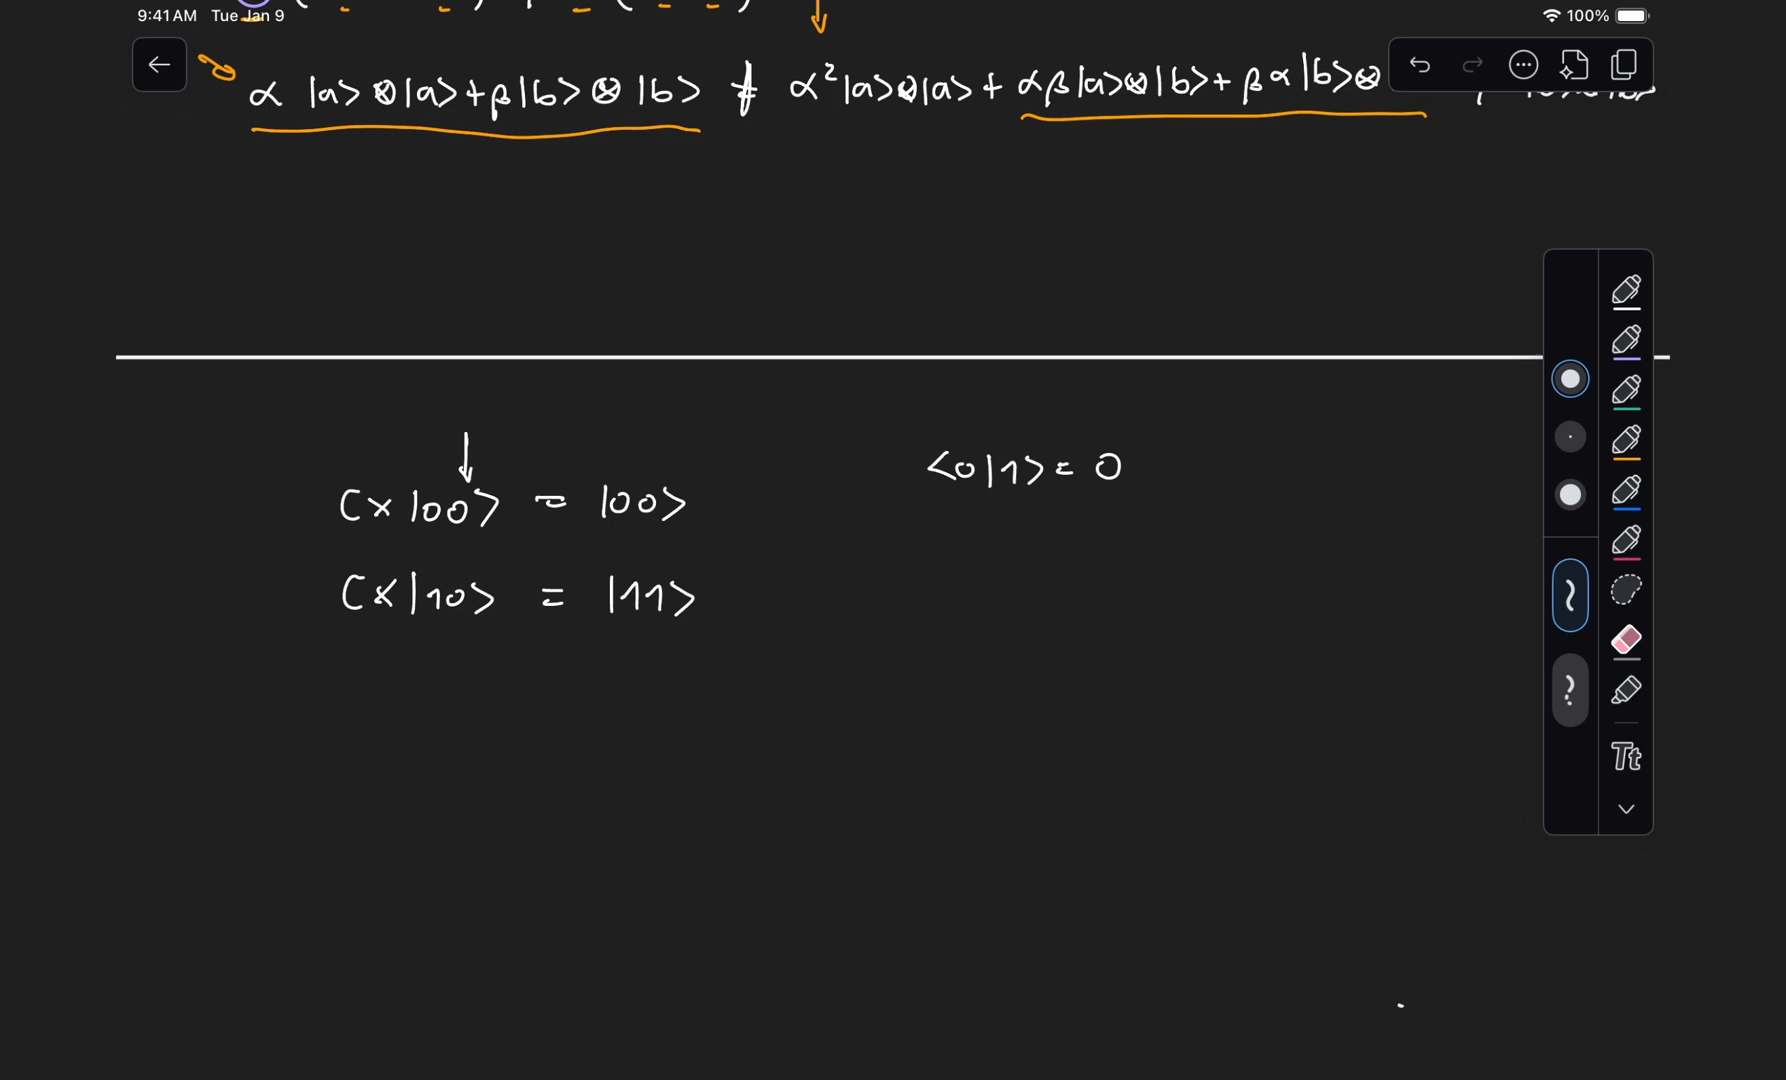 9:41 AM Tue Jan 9
100%
α |a> ⊗ |a> + β |b> ⊗ |b> ≠ α² |a> ⊗ |a> + αβ |a> ⊗ |b> + βα |b> ⊗
<0|1> = 0
CX |00> = |00>
CX |10> = |11>
Tt